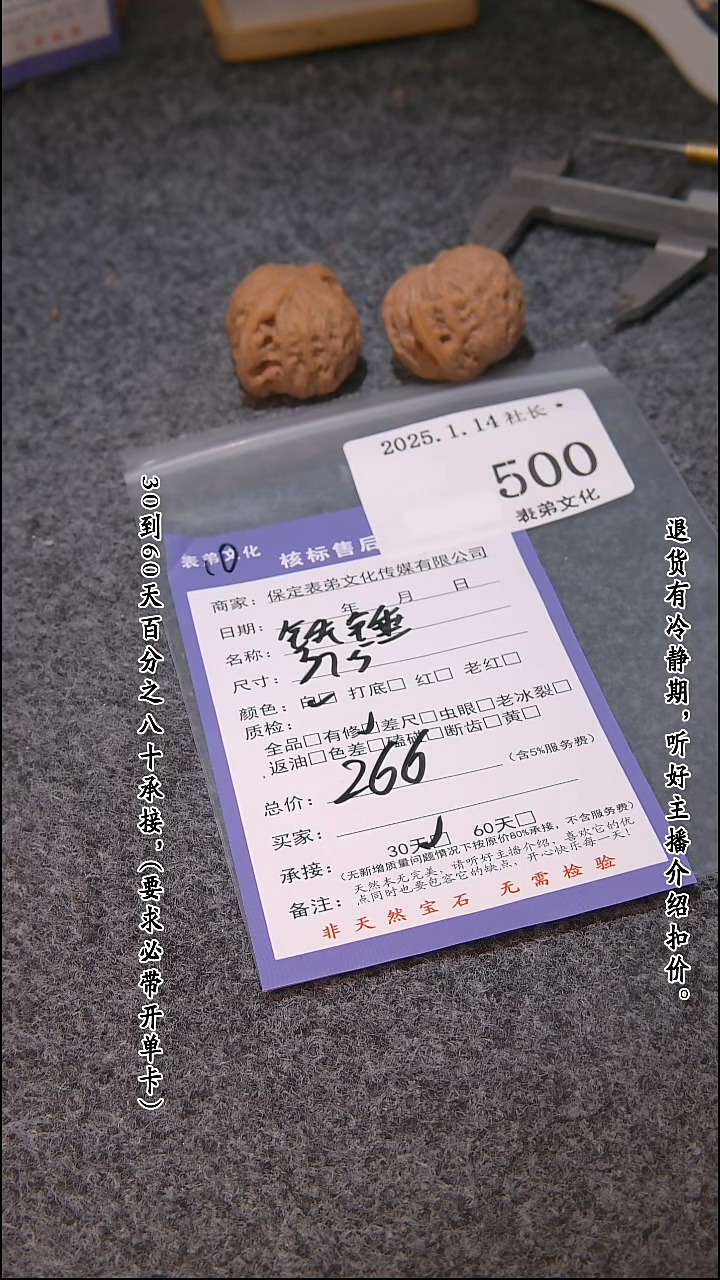 2025.1.14 社长
500
表弟文化
表弟文化
10
核标售后
商家：保定表弟文化传媒有限公司
日期： 年 月 日
名称：铁锤
尺寸：
颜色：白□ 打底□ 红□ 老红□
质检：
全品□有修□差尺□虫眼□老冰裂□
返油□色差□磕碰□断齿□黄□
总价：266（含5%服务费）
买家：
承接：30天□ 60天□
（无新增质量问题情况下按原价80%承接，不含服务费）
备注：天然本无完美，请听好主播介绍，喜欢它的优
点同时也要包容它的缺点，开心快乐每一天！
非天然宝石 无需检验
30到60天百分之八十承接，（要求必带开单卡）
退货有冷静期，听好主播介绍扣价。